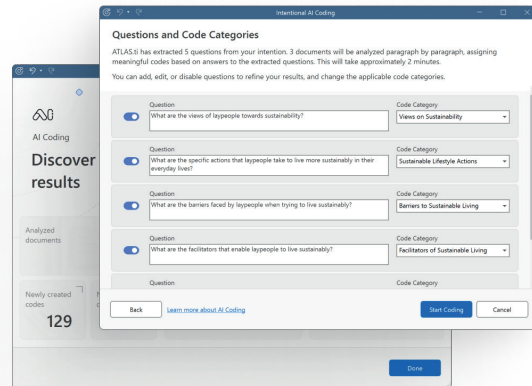 Intentional AI Coding
Questions and Code Categories
ATLAS.ti has extracted 5 questions from your intention. 3 documents will be analyzed paragraph by paragraph, assigning
meaningful codes based on answers to the extracted questions. This will take approximately 2 minutes.
You can add, edit, or disable questions to refine your results, and change the applicable code categories.
Question
Code Category
What are the views of laypeople towards sustainability?
Views on Sustainability
Question
Code Category
What are the specific actions that laypeople take to live more sustainably in their
everyday lives?
Sustainable Lifestyle Actions
Question
Code Category
What are the barriers faced by laypeople when trying to live sustainably?
Barriers to Sustainable Living
Question
Code Category
What are the facilitators that enable laypeople to live sustainably?
Facilitators of Sustainable Living
Question
Code Category
Back
Learn more about AI Coding
Start Coding
Cancel
AI Coding
Discover
results
Analyzed
documents
Newly created
codes
129
Done